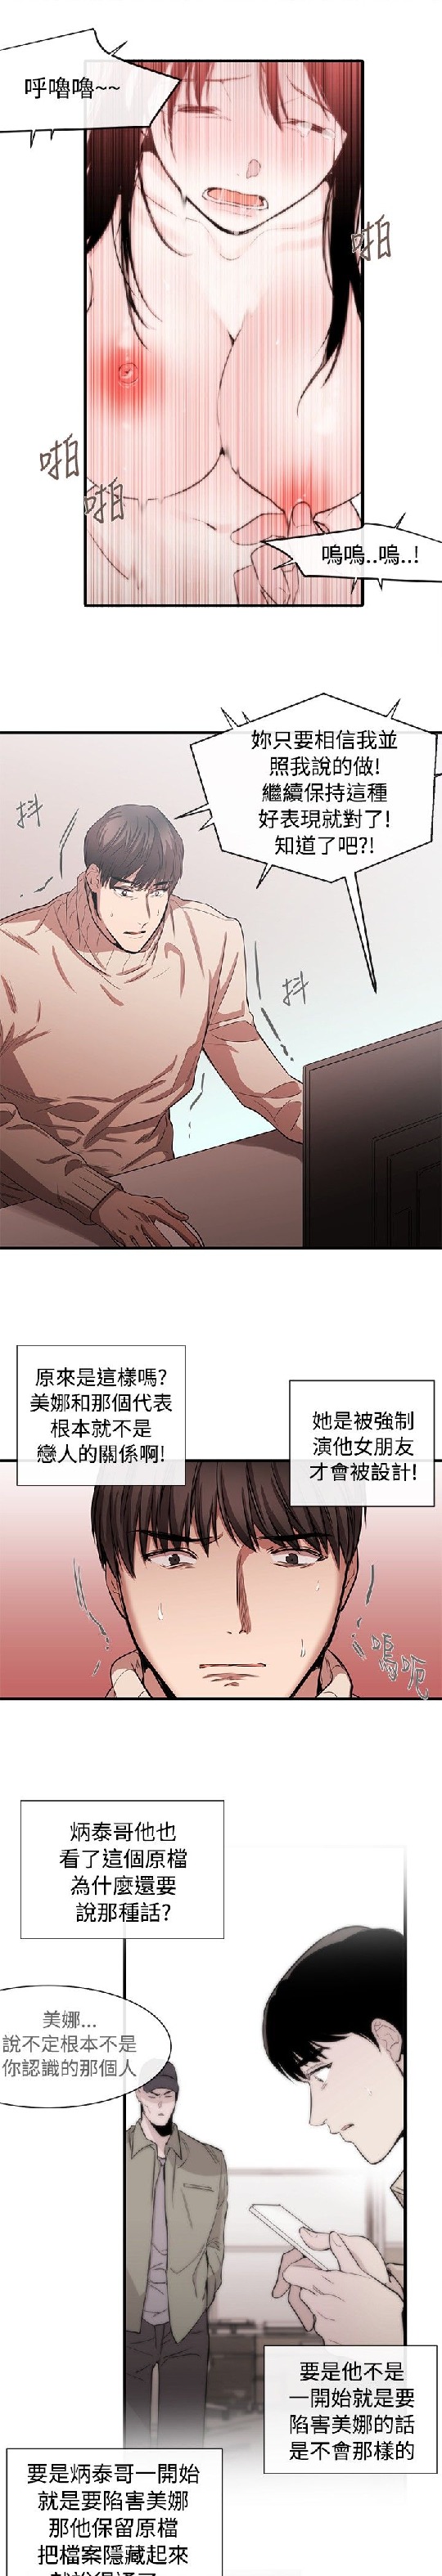 呼嚕嚕~~
啪
啪
啪
嗚嗚..嗚..!
妳只要相信我並
照我說的做!
繼續保持這種
好表現就對了!
知道了吧?!
抖
抖
原來是這樣嗎?
美娜和那個代表
根本就不是
戀人的關係啊!
她是被強制
演他女朋友
才會被設計!
嗚呃
炳泰哥他也
看了這個原檔
為什麼還要
說那種話?
美娜...
說不定根本不是
你認識的那個人
要是他不是
一開始就是要
陷害美娜的話
是不會那樣的
要是炳泰哥一開始
就是要陷害美娜
那他保留原檔
把檔案隱藏起來
就說得通了